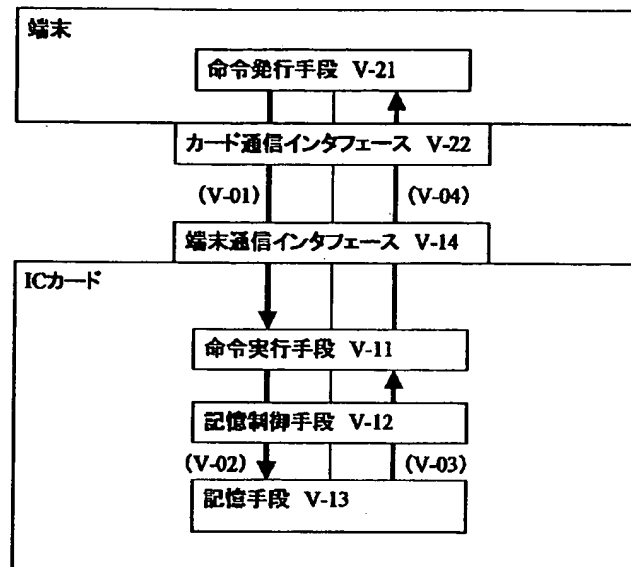 端末
命令発行手段 V-21
カード通信インタフェース V-22
(V-01)
(V-04)
端末通信インタフェース V-14
ICカード
命令実行手段 V-11
記憶制御手段 V-12
(V-02)
(V-03)
記憶手段 V-13